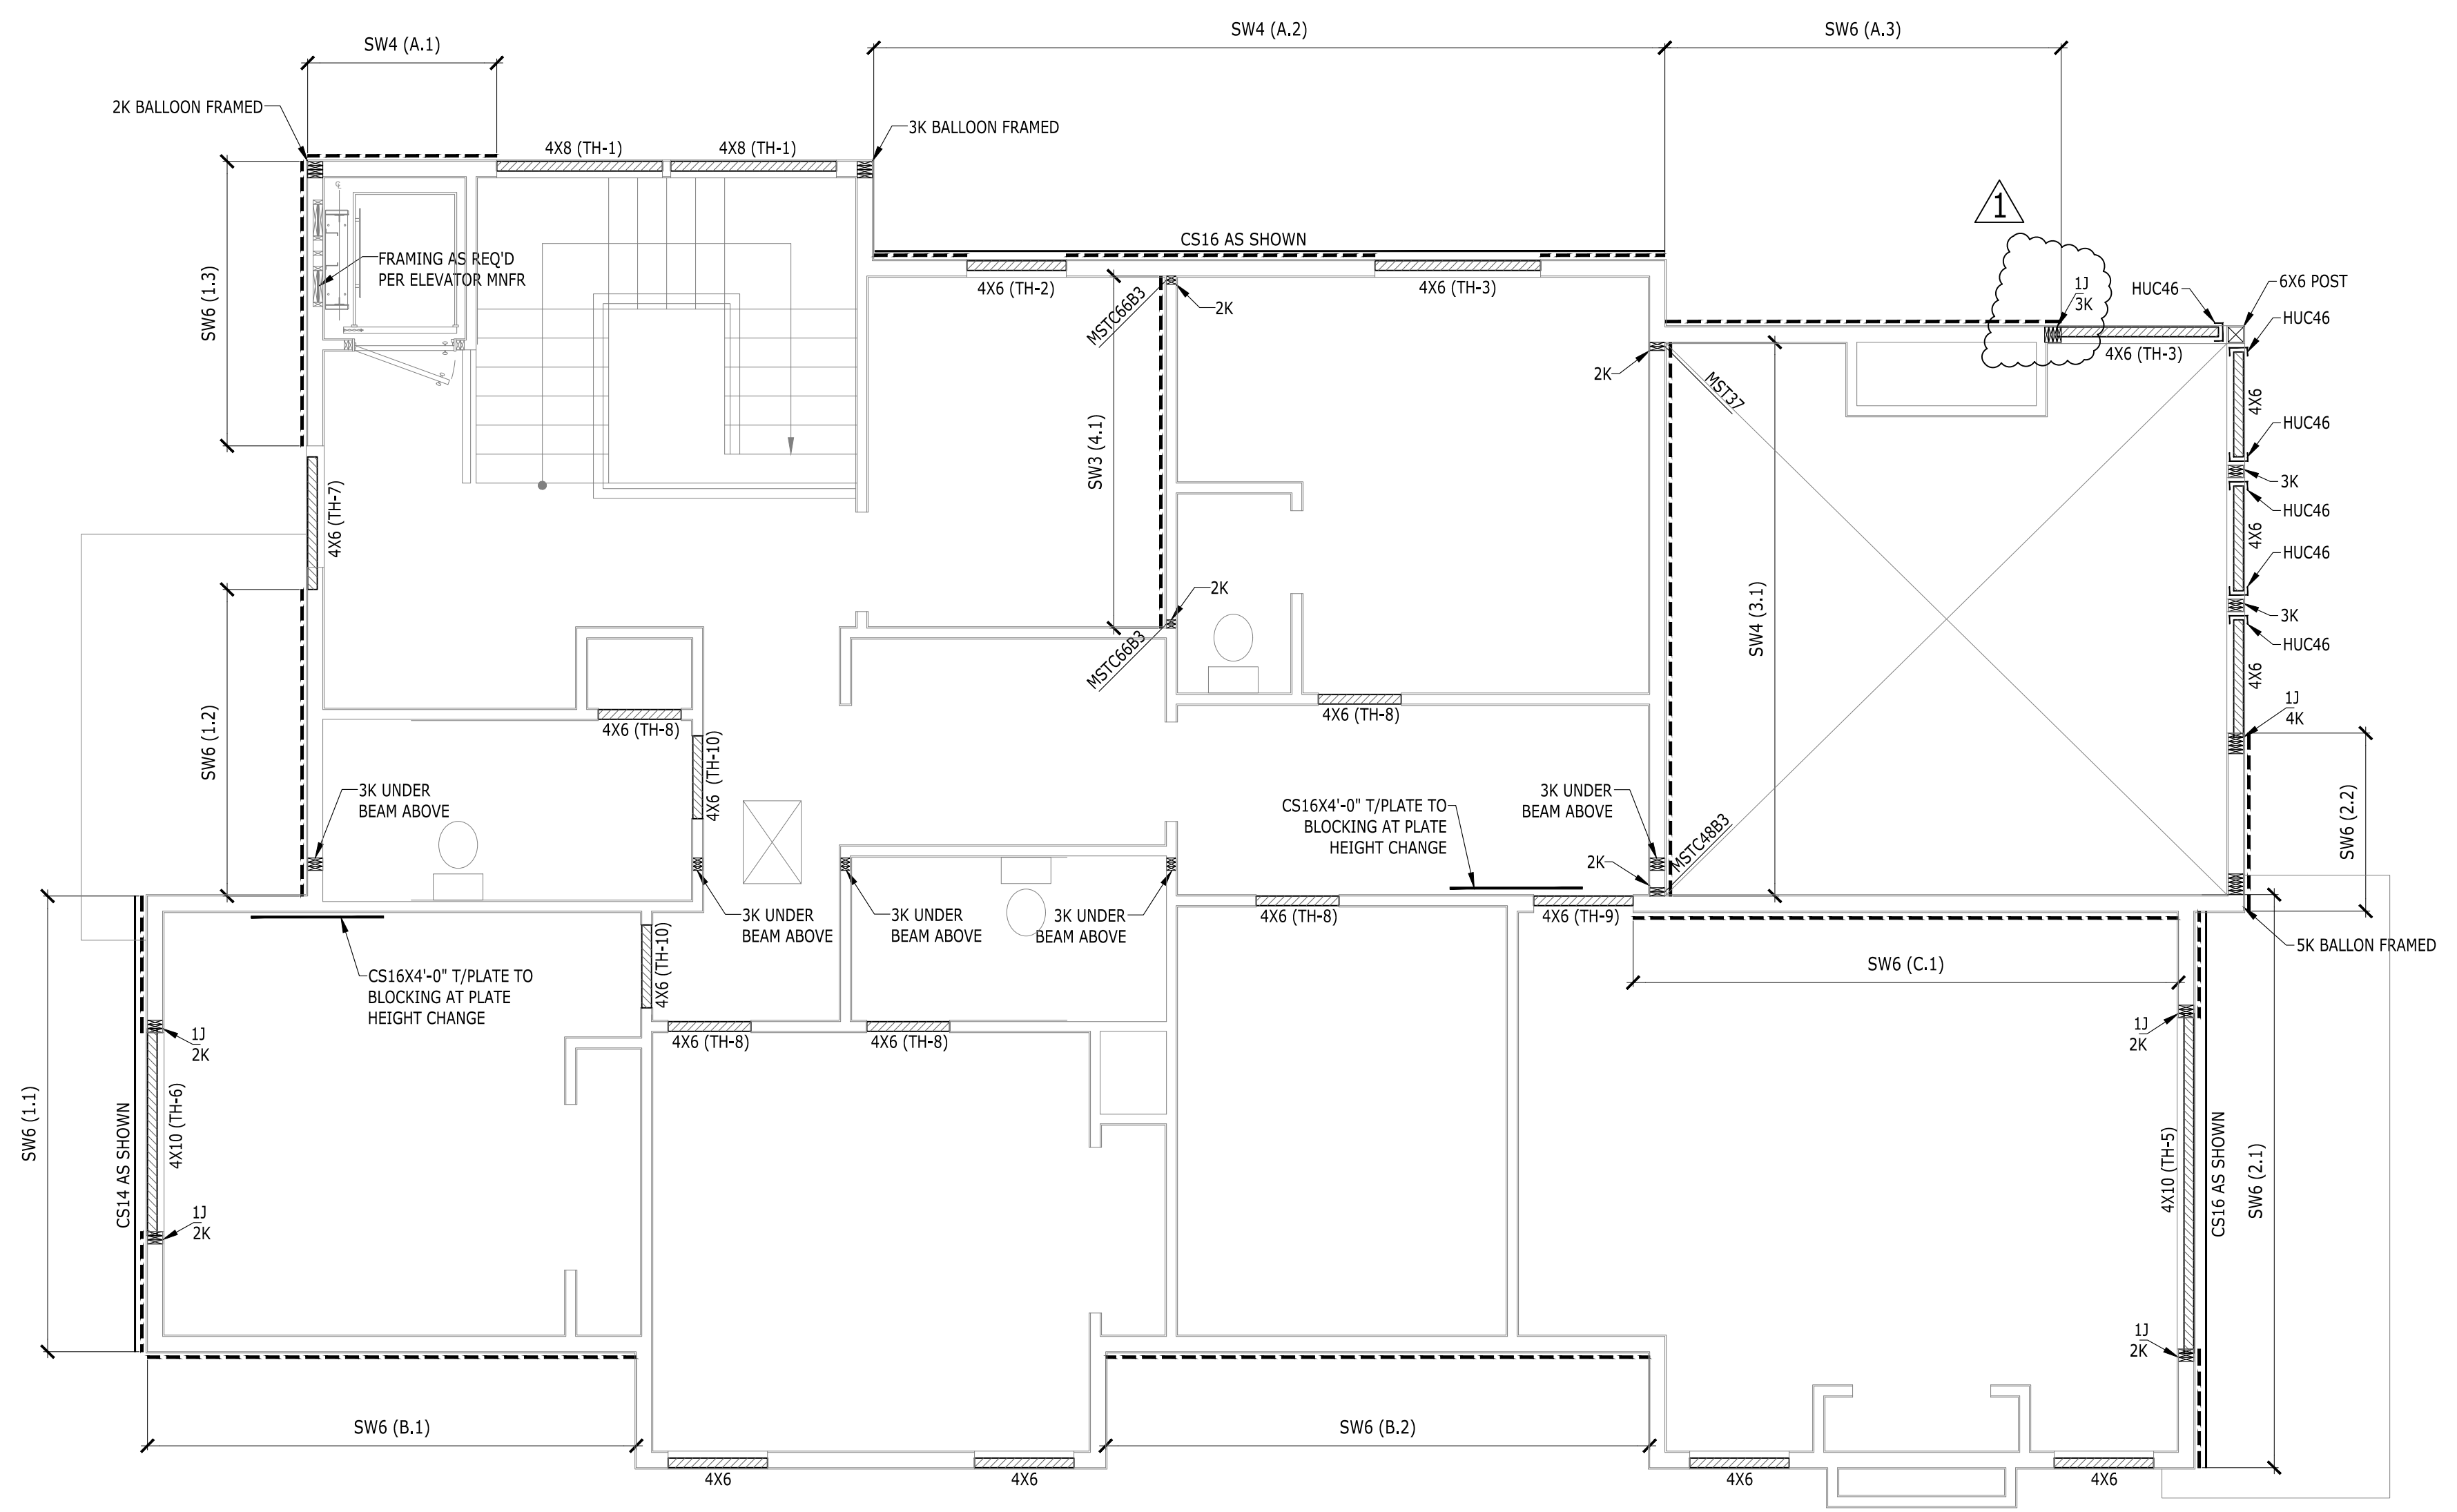 SW4 (A.1)
SW4 (A.2)
SW6 (A.3)
2K BALLOON FRAMED
3K BALLOON FRAMED
4X8 (TH-1)
4X8 (TH-1)
1
CS16 AS SHOWN
FRAMING AS REQ'D
PER ELEVATOR MNFR
SW6 (1.3)
4X6 (TH-2)
MSTC66B3
2K
4X6 (TH-3)
1J
3K
HUC46
6X6 POST
HUC46
4X6 (TH-3)
2K
MST37
4X6
HUC46
SW3 (4.1)
3K
HUC46
4X6 (TH-7)
4X6
HUC46
2K
3K
SW4 (3.1)
MSTC66B3
HUC46
4X6
1J
4K
4X6 (TH-8)
4X6 (TH-10)
4X6 (TH-8)
SW6 (1.2)
3K UNDER
BEAM ABOVE
CS16X4'-0" T/PLATE TO
BLOCKING AT PLATE
HEIGHT CHANGE
3K UNDER
BEAM ABOVE
2K
MSTC48B3
SW6 (2.2)
3K UNDER
BEAM ABOVE
3K UNDER
BEAM ABOVE
3K UNDER
BEAM ABOVE
4X6 (TH-8)
4X6 (TH-9)
5K BALLON FRAMED
4X6 (TH-10)
SW6 (C.1)
CS16X4'-0" T/PLATE TO
BLOCKING AT PLATE
HEIGHT CHANGE
1J
2K
4X6 (TH-8)
4X6 (TH-8)
1J
2K
SW6 (1.1)
CS14 AS SHOWN
4X10 (TH-6)
4X10 (TH-5)
CS16 AS SHOWN
SW6 (2.1)
1J
2K
1J
2K
SW6 (B.1)
SW6 (B.2)
4X6
4X6
4X6
4X6